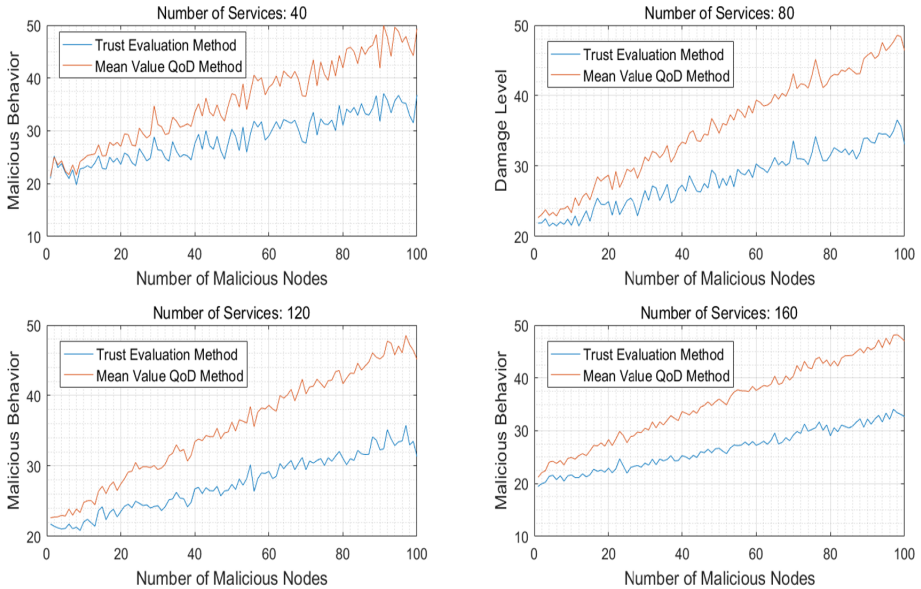 Number of Services: 40
50
40
30
20
10
Malicious Behavior
Trust Evaluation Method
Mean Value QoD Method
0 20 40 60 80 100
Number of Malicious Nodes
Number of Services: 80
50
40
30
20
Damage Level
Trust Evaluation Method
Mean Value QoD Method
0 20 40 60 80 100
Number of Malicious Nodes
Number of Services: 120
50
40
30
20
Malicious Behavior
Trust Evaluation Method
Mean Value QoD Method
0 20 40 60 80 100
Number of Malicious Nodes
Number of Services: 160
50
40
30
20
10
Malicious Behavior
Trust Evaluation Method
Mean Value QoD Method
0 20 40 60 80 100
Number of Malicious Nodes